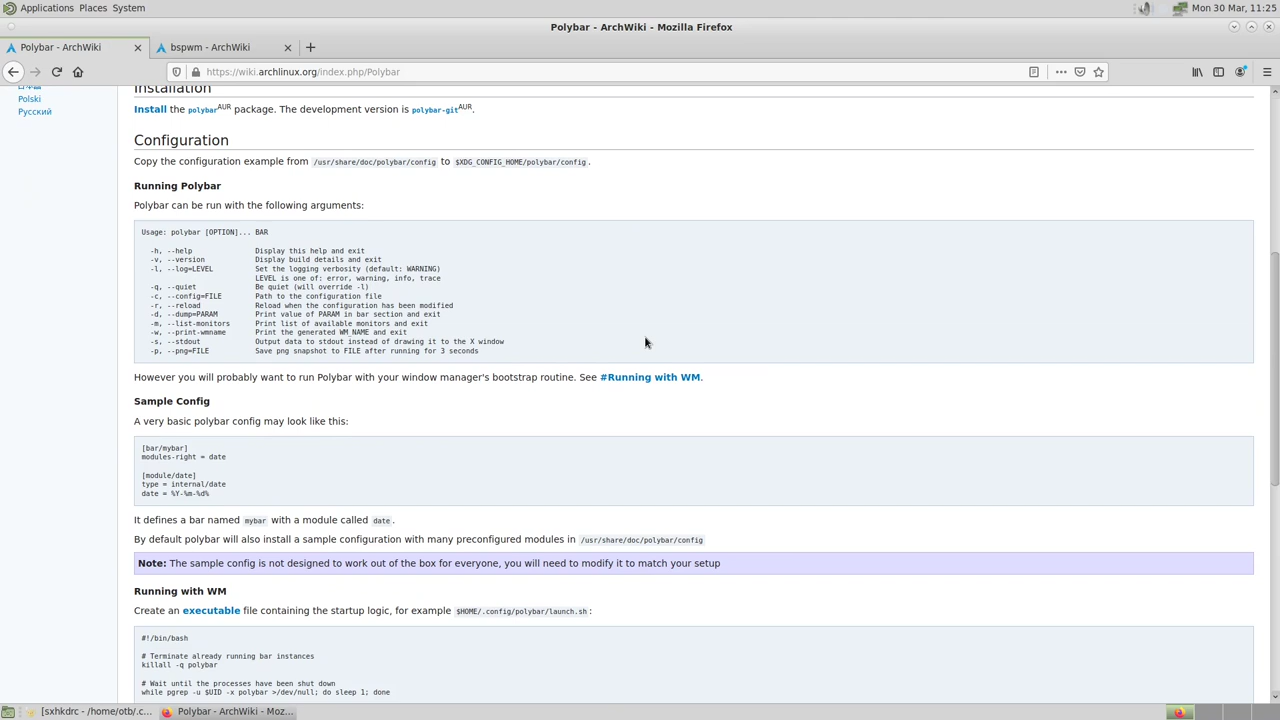 Applications Places System
Mon 30 Mar, 11:25
Polybar - ArchWiki - Mozilla Firefox
Polybar - ArchWiki
bspwm - ArchWiki
https://wiki.archlinux.org/index.php/Polybar
日本語
Polski
Русский
Installation
Install the polybarAUR package. The development version is polybar-gitAUR.
Configuration
Copy the configuration example from /usr/share/doc/polybar/config to $XDG_CONFIG_HOME/polybar/config .
Running Polybar
Polybar can be run with the following arguments:
Usage: polybar [OPTION]... BAR
-h, --help Display this help and exit
-v, --version Display build details and exit
-l, --log=LEVEL Set the logging verbosity (default: WARNING)
LEVEL is one of: error, warning, info, trace
-q, --quiet Be quiet (will override -l)
-c, --config=FILE Path to the configuration file
-r, --reload Reload when the configuration has been modified
-d, --dump=PARAM Print value of PARAM in bar section and exit
-m, --list-monitors Print list of available monitors and exit
-w, --print-wmname Print the generated WM_NAME and exit
-s, --stdout Output data to stdout instead of drawing it to the X window
-p, --png=FILE Save png snapshot to FILE after running for 3 seconds
However you will probably want to run Polybar with your window manager's bootstrap routine. See #Running with WM.
Sample Config
A very basic polybar config may look like this:
[bar/mybar]
modules-right = date
[module/date]
type = internal/date
date = %Y-%m-%d%
It defines a bar named mybar with a module called date.
By default polybar will also install a sample configuration with many preconfigured modules in /usr/share/doc/polybar/config
Note: The sample config is not designed to work out of the box for everyone, you will need to modify it to match your setup
Running with WM
Create an executable file containing the startup logic, for example $HOME/.config/polybar/launch.sh :
#!/bin/bash
# Terminate already running bar instances
killall -q polybar
# Wait until the processes have been shut down
while pgrep -u $UID -x polybar >/dev/null; do sleep 1; done
[sxhkdrc - /home/otb/.c...
Polybar - ArchWiki - Moz...